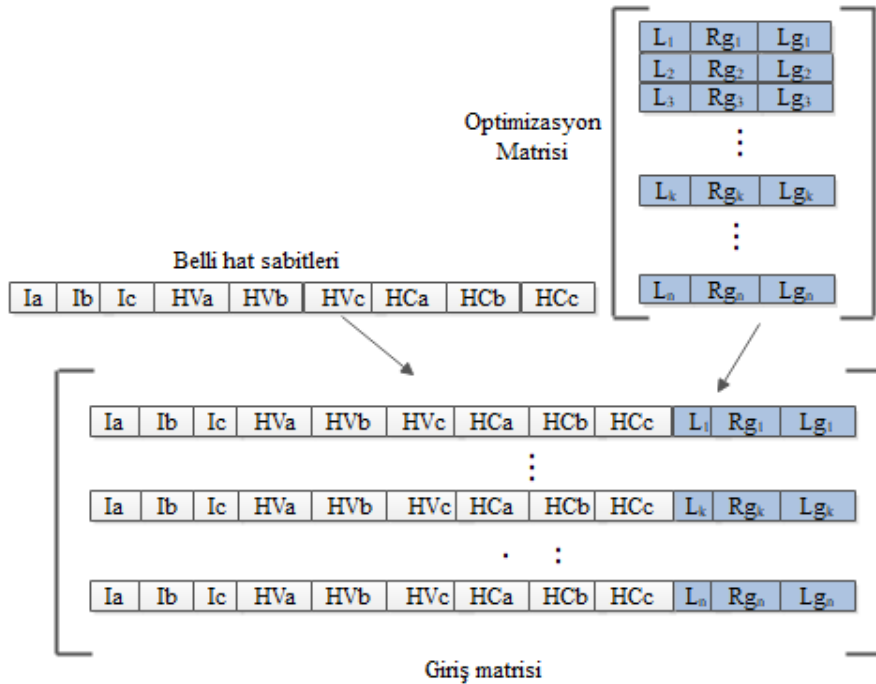 L₁ Rg₁ Lg₁
L₂ Rg₂ Lg₂
L₃ Rg₃ Lg₃
⋮
Optimizasyon
Matrisi
Lₖ Rgₖ Lgₖ
⋮
Lₙ Rgₙ Lgₙ
Belli hat sabitleri
Ia Ib Ic HVa HVb HVc HCa HCb HCc
Ia Ib Ic HVa HVb HVc HCa HCb HCc L₁ Rg₁ Lg₁
⋮
Ia Ib Ic HVa HVb HVc HCa HCb HCc Lₖ Rgₖ Lgₖ
. :
Ia Ib Ic HVa HVb HVc HCa HCb HCc Lₙ Rgₙ Lgₙ
Giriş matrisi